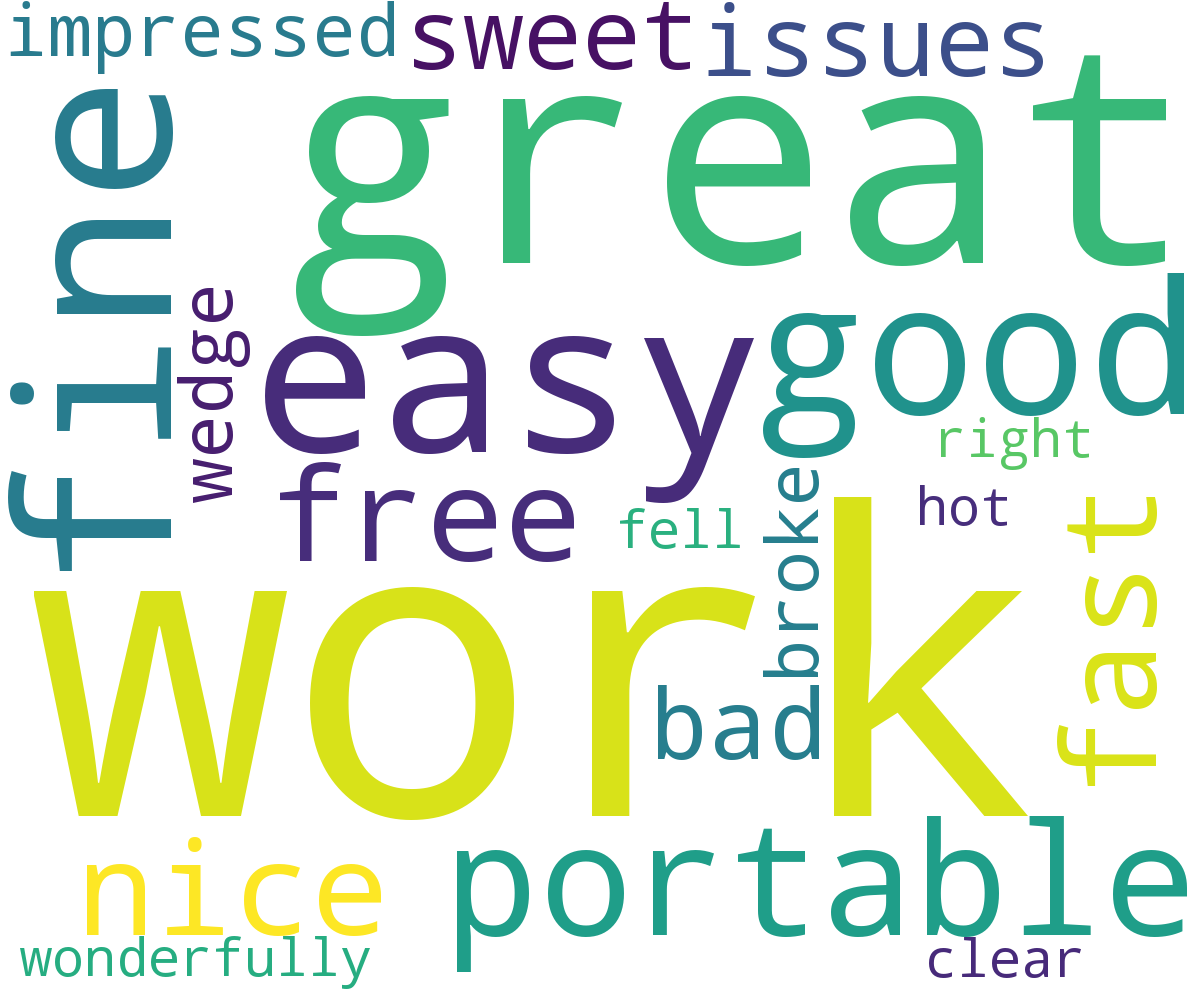 impressed
sweet
issues
great
fine
wedge
easy
good
right
free
fell
hot
broke
fast
work
bad
nice
portable
wonderfully
clear